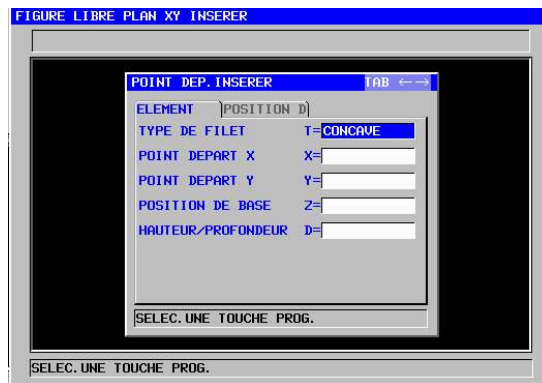 FIGURE LIBRE PLAN XY INSERER
POINT DEP.INSERER TAB ←→
ELEMENT POSITION D
TYPE DE FILET T=CONCAVE
POINT DEPART X X=
POINT DEPART Y Y=
POSITION DE BASE Z=
HAUTEUR/PROFONDEUR D=
SELEC.UNE TOUCHE PROG.
SELEC.UNE TOUCHE PROG.